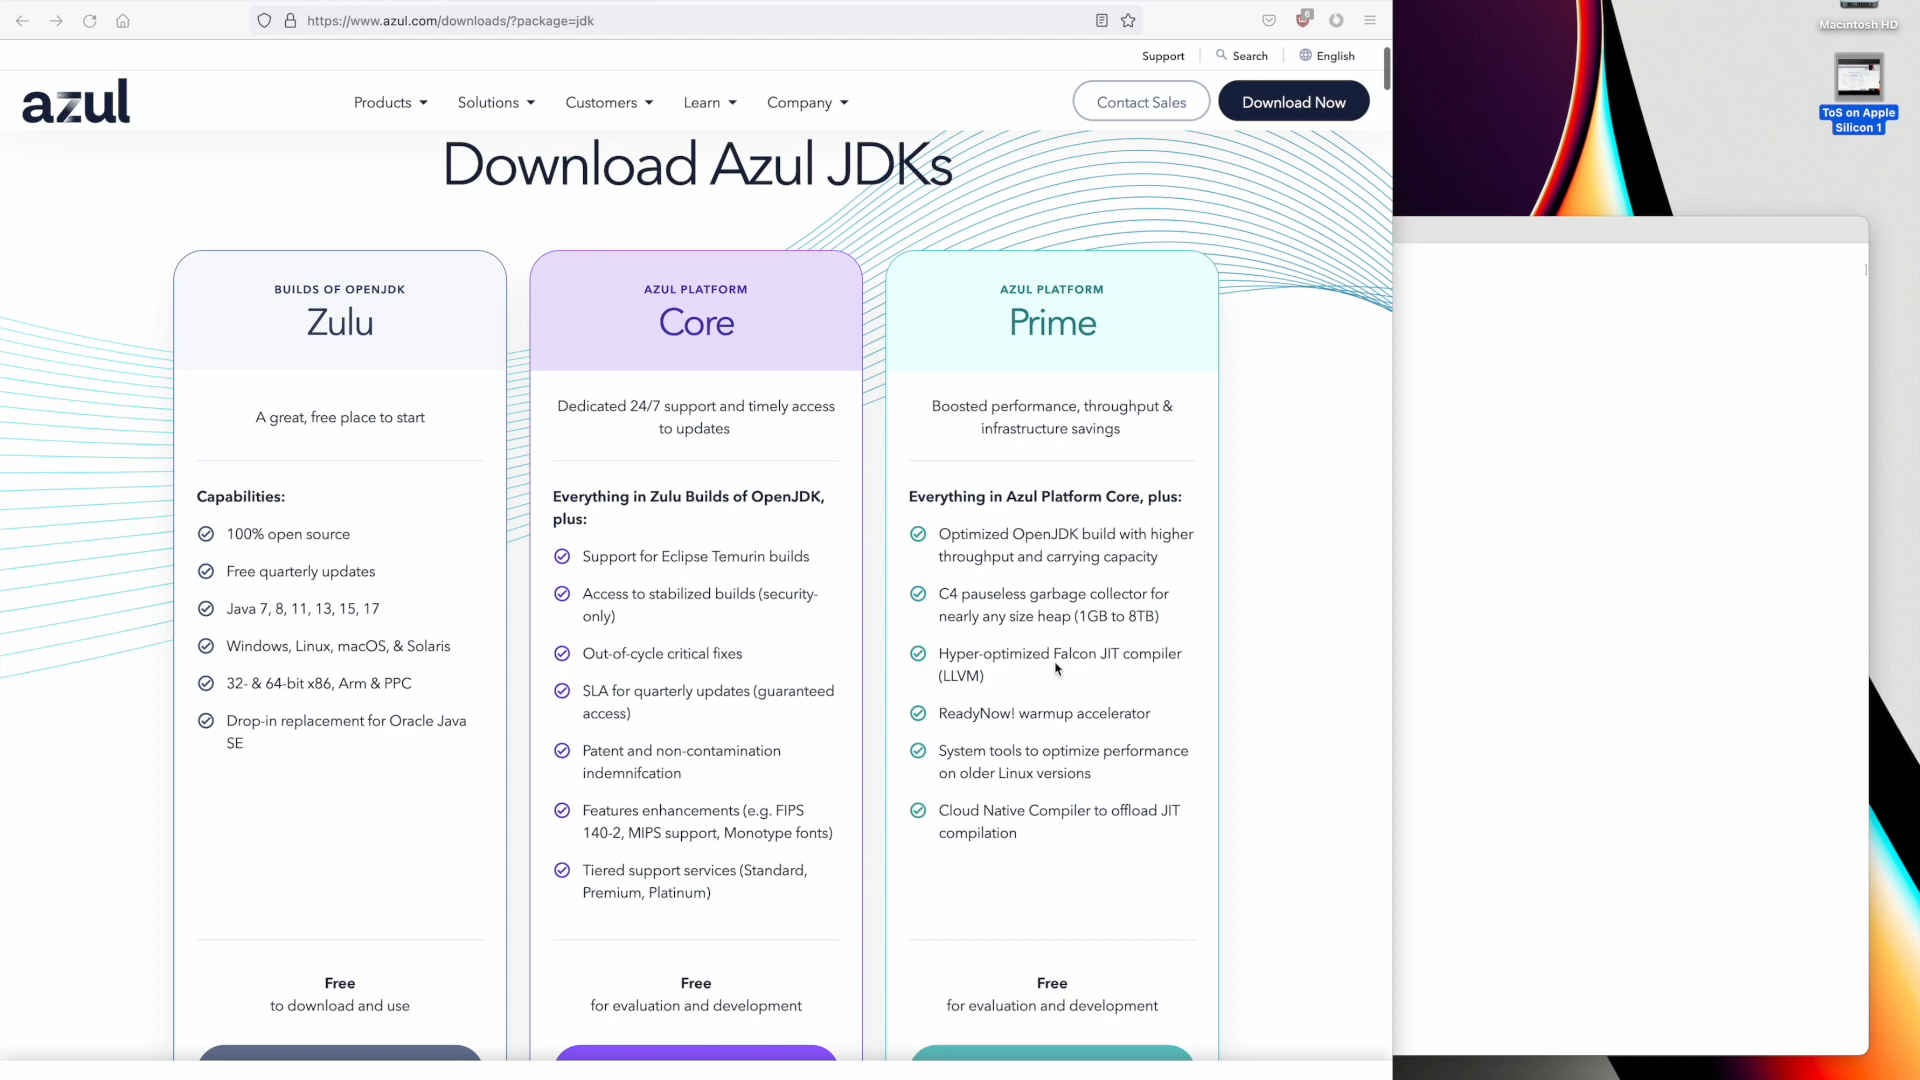 https://www.azul.com/downloads/?package=jdk
6
Macintosh HD
ToS on Apple
Silicon 1
Support
Search
English
azul
Products
Solutions
Customers
Learn
Company
Contact Sales
Download Now
Download Azul JDKs
BUILDS OF OPENJDK
Zulu
A great, free place to start
Capabilities:
100% open source
Free quarterly updates
Java 7, 8, 11, 13, 15, 17
Windows, Linux, macOS, & Solaris
32- & 64-bit x86, Arm & PPC
Drop-in replacement for Oracle Java
SE
Free
to download and use
AZUL PLATFORM
Core
Dedicated 24/7 support and timely access
to updates
Everything in Zulu Builds of OpenJDK,
plus:
Support for Eclipse Temurin builds
Access to stabilized builds (security-
only)
Out-of-cycle critical fixes
SLA for quarterly updates (guaranteed
access)
Patent and non-contamination
indemnifcation
Features enhancements (e.g. FIPS
140-2, MIPS support, Monotype fonts)
Tiered support services (Standard,
Premium, Platinum)
Free
for evaluation and development
AZUL PLATFORM
Prime
Boosted performance, throughput &
infrastructure savings
Everything in Azul Platform Core, plus:
Optimized OpenJDK build with higher
throughput and carrying capacity
C4 pauseless garbage collector for
nearly any size heap (1GB to 8TB)
Hyper-optimized Falcon JIT compiler
(LLVM)
ReadyNow! warmup accelerator
System tools to optimize performance
on older Linux versions
Cloud Native Compiler to offload JIT
compilation
Free
for evaluation and development
]